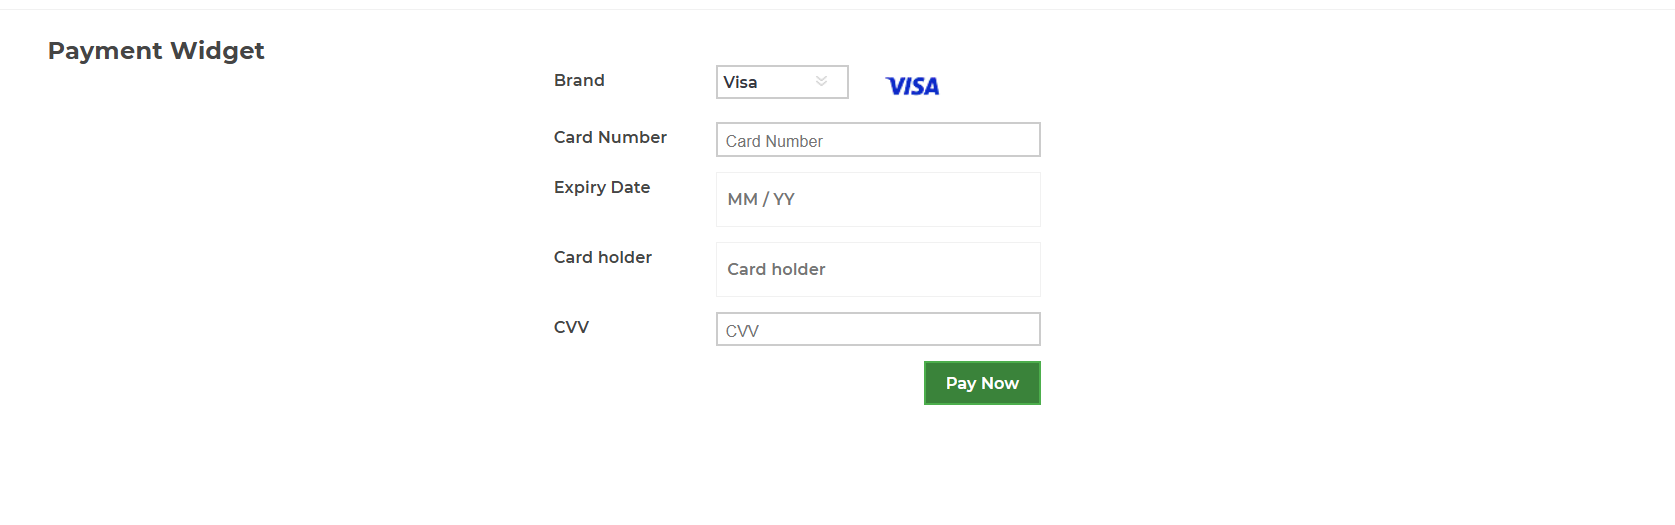 Payment Widget
Brand
Visa
VISA
Card Number
Card Number
Expiry Date
MM / YY
Card holder
Card holder
CVV
CVV
Pay Now